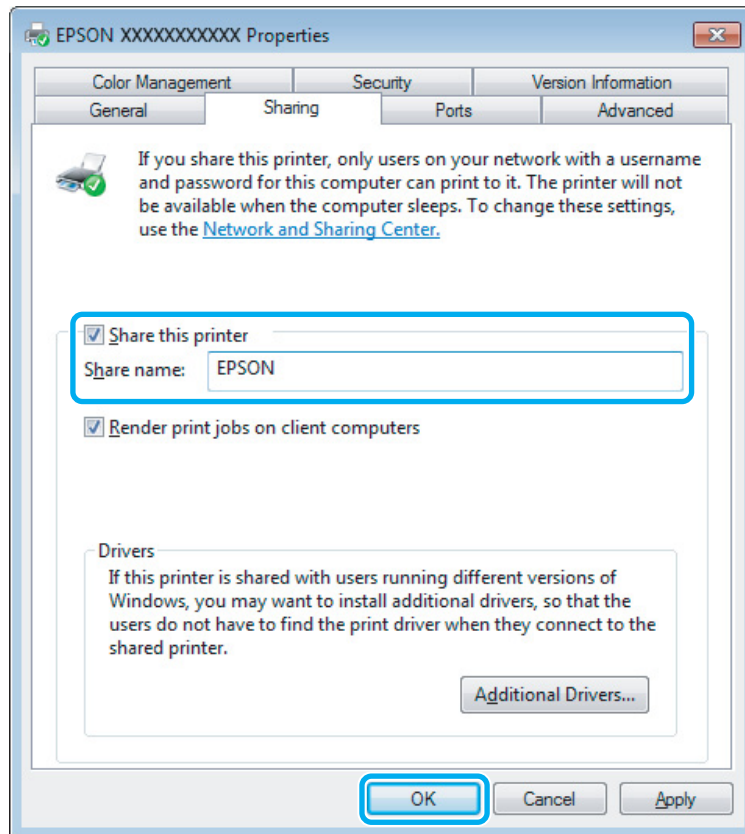 EPSON XXXXXXXXXXX Properties
Color Management Security Version Information
General Sharing Ports Advanced
If you share this printer, only users on your network with a username
and password for this computer can print to it. The printer will not
be available when the computer sleeps. To change these settings,
use the Network and Sharing Center.
Share this printer
Share name: EPSON
Render print jobs on client computers
Drivers
If this printer is shared with users running different versions of
Windows, you may want to install additional drivers, so that the
users do not have to find the print driver when they connect to the
shared printer.
Additional Drivers...
OK Cancel Apply